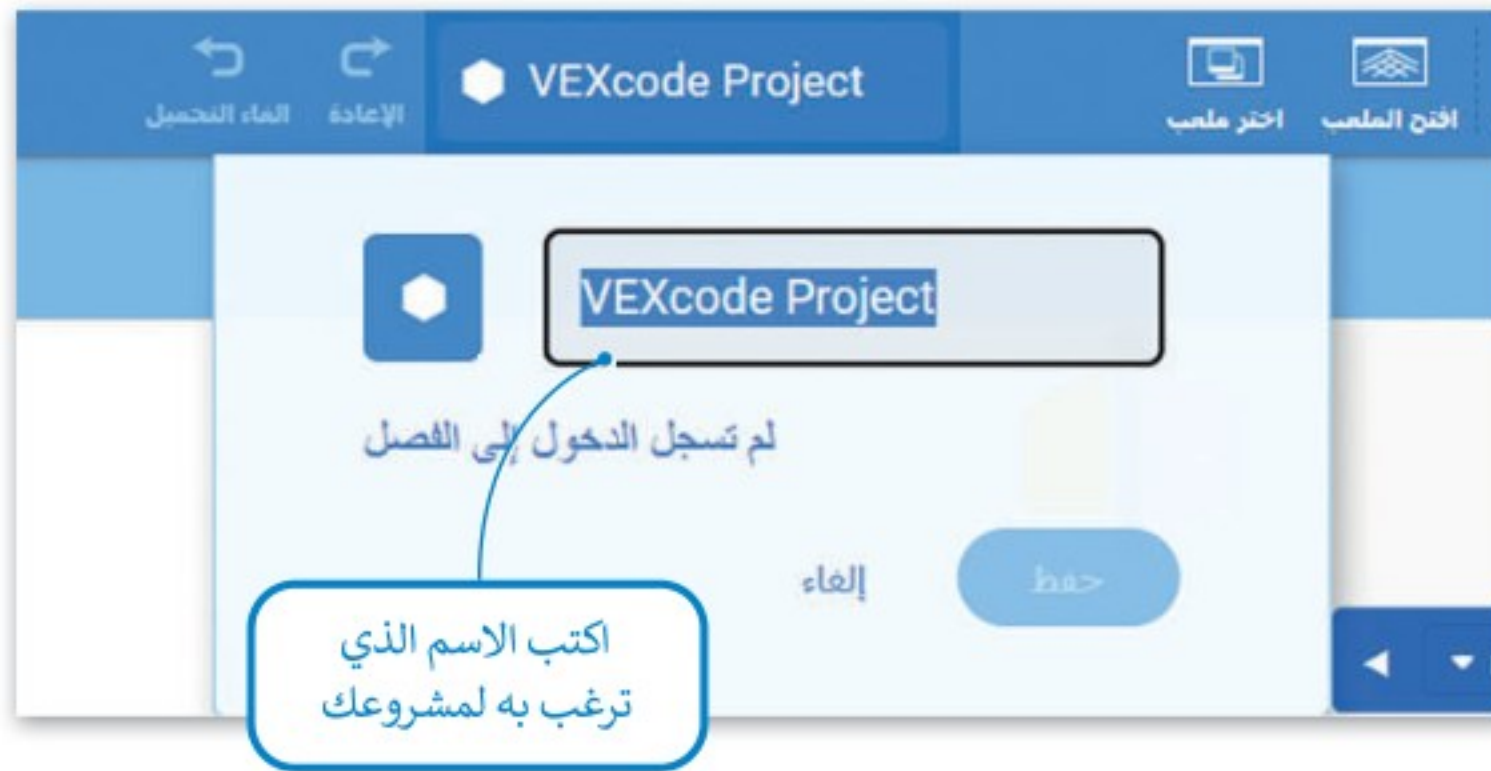 افتح الملعب
اختر ملعب
VEXcode Project
الإعادة
الغاء التحميل
VEXcode Project
لم تسجل الدخول إلى الفصل
حفظ
إلغاء
اكتب الاسم الذي
ترغب به لمشروعك